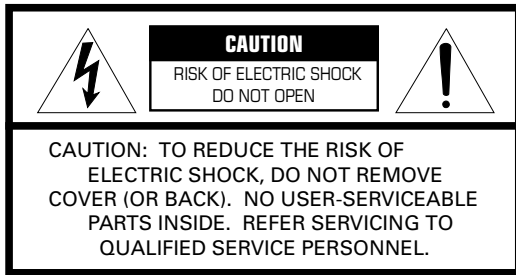 CAUTION
RISK OF ELECTRIC SHOCK
DO NOT OPEN
CAUTION: TO REDUCE THE RISK OF
ELECTRIC SHOCK, DO NOT REMOVE
COVER (OR BACK). NO USER-SERVICEABLE
PARTS INSIDE. REFER SERVICING TO
QUALIFIED SERVICE PERSONNEL.